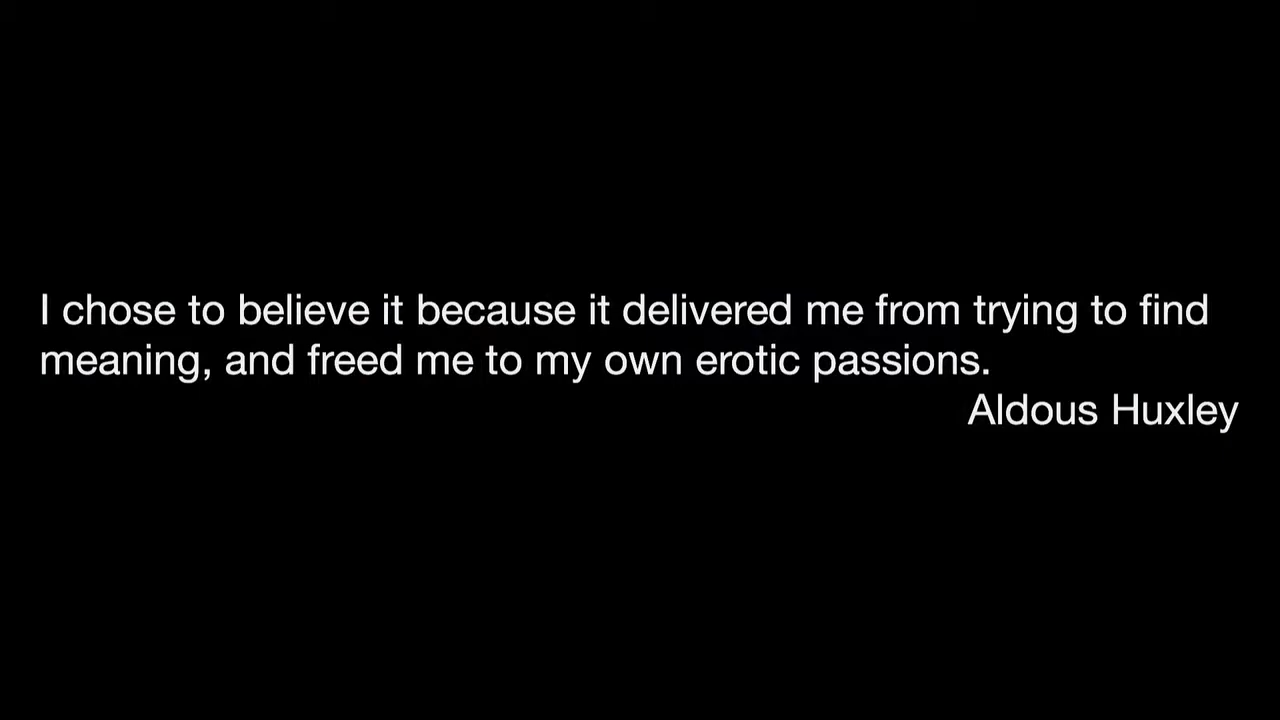 I chose to believe it because it delivered me from trying to find
meaning, and freed me to my own erotic passions.
Aldous Huxley